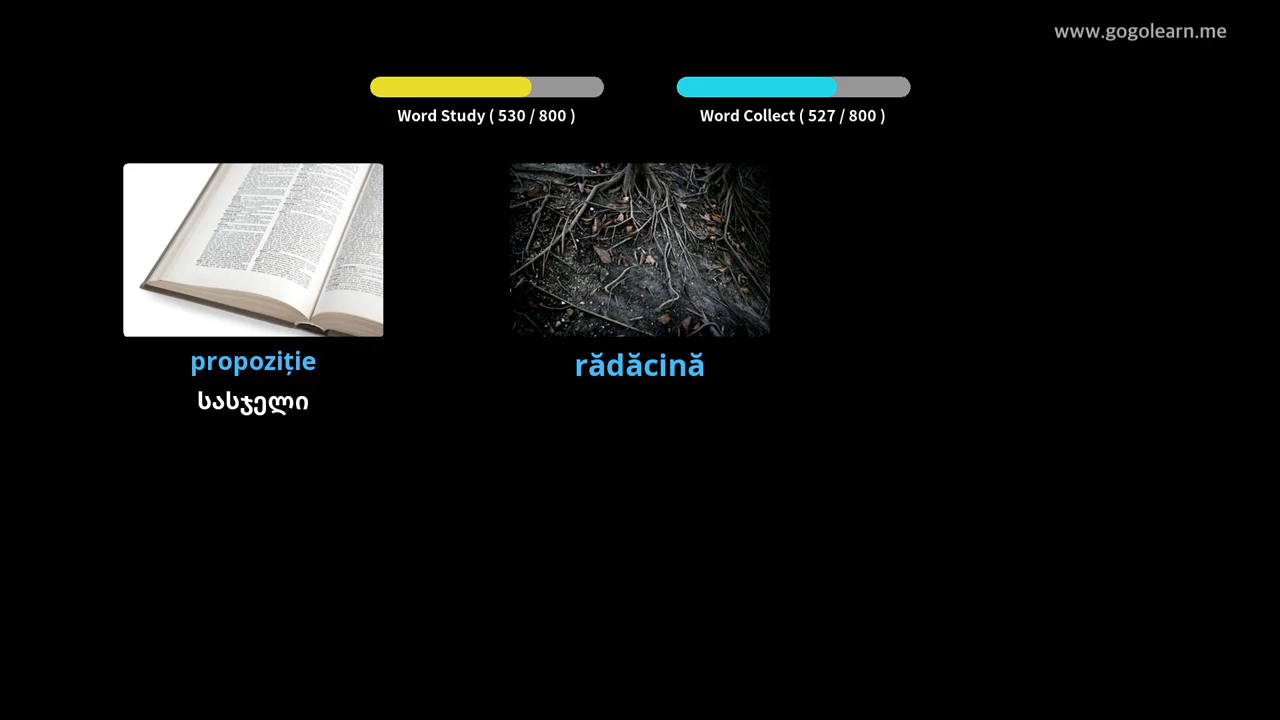 www.gogolearn.me
Word Study ( 530 / 800 )
Word Collect ( 527 / 800 )
propoziție
სასჯელი
rădăcină